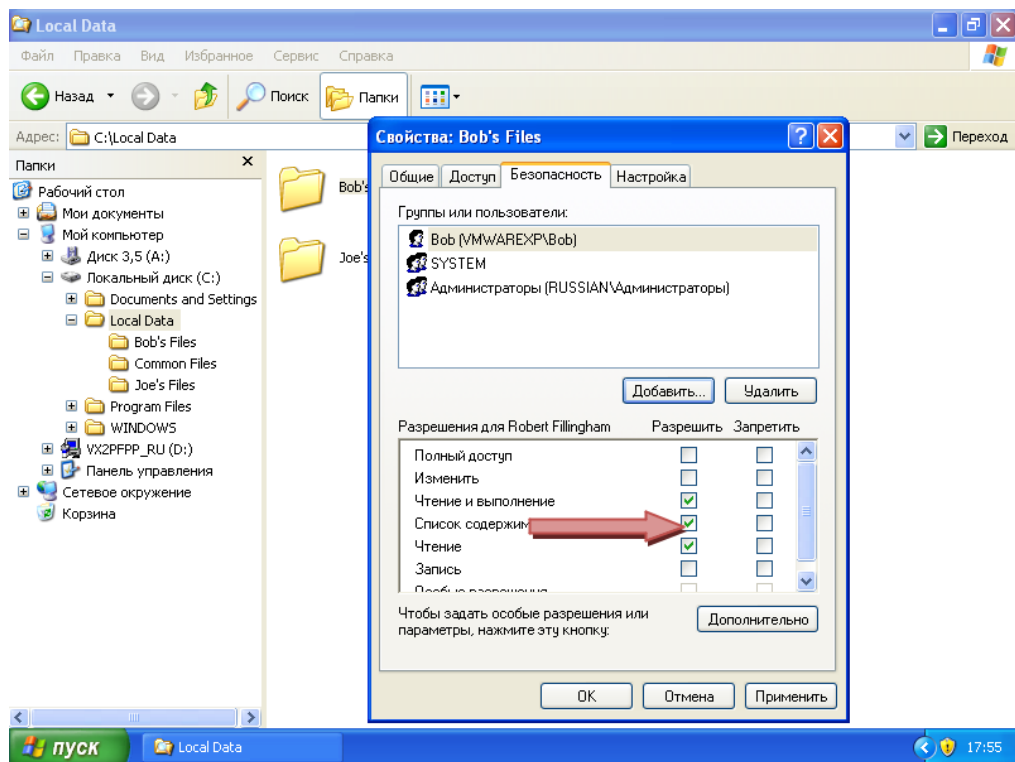 Local Data
Файл Правка Вид Избранное Сервис Справка
Назад Поиск Папки
Адрес: C:\Local Data Переход
Папки
Рабочий стол
Мои документы
Мой компьютер
Диск 3,5 (A:)
Локальный диск (C:)
Documents and Settings
Local Data
Bob's Files
Common Files
Joe's Files
Program Files
WINDOWS
VX2PFPP_RU (D:)
Панель управления
Сетевое окружение
Корзина
Bob's
Joe's
Свойства: Bob's Files
Общие Доступ Безопасность Настройка
Группы или пользователи:
Bob (VMWAREXP\Bob)
SYSTEM
Администраторы (RUSSIAN\Администраторы)
Добавить... Удалить
Разрешения для Robert Fillingham Разрешить Запретить
Полный доступ
Изменить
Чтение и выполнение
Список содержим
Чтение
Запись
Особые разрешения
Чтобы задать особые разрешения или
параметры, нажмите эту кнопку:
Дополнительно
OK Отмена Применить
пуск Local Data 17:55